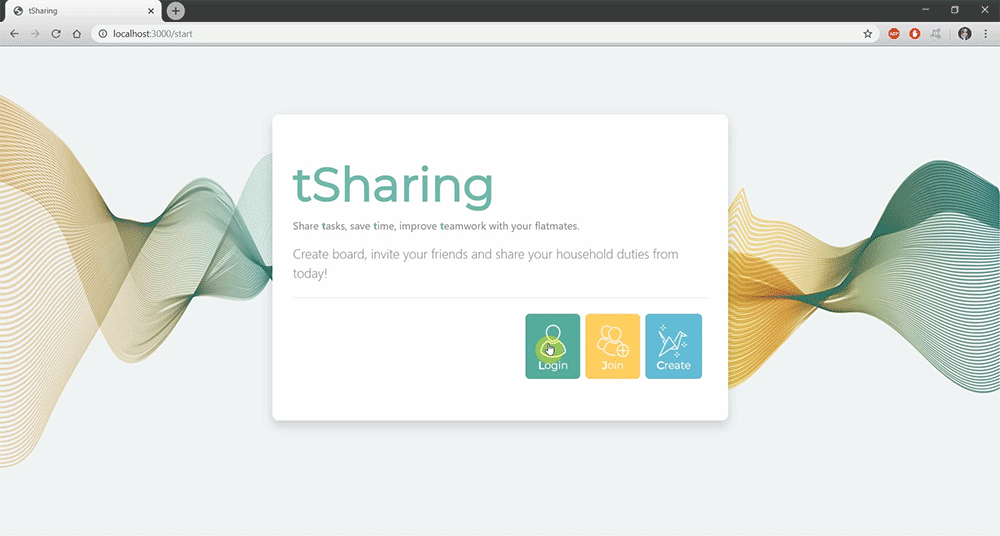 tSharing
localhost:3000/start
ABP
tSharing
Share tasks, save time, improve teamwork with your flatmates.
Create board, invite your friends and share your household duties from
today!
Login
Join
Create